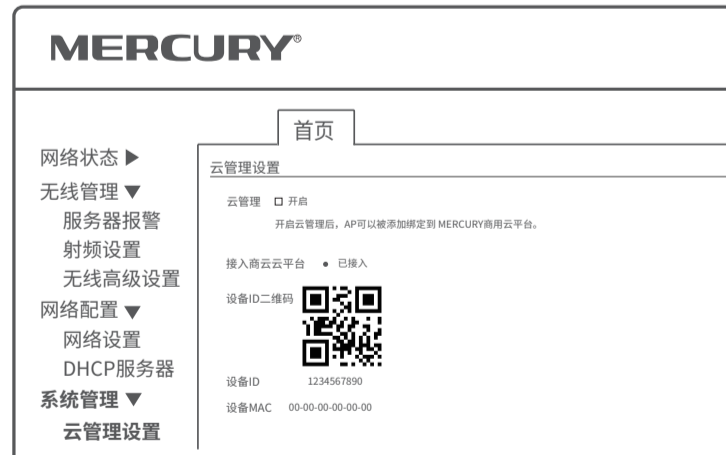 MERCURY®
首页
网络状态 ▶
无线管理 ▼
服务器报警
射频设置
无线高级设置
网络配置 ▼
网络设置
DHCP服务器
系统管理 ▼
云管理设置
云管理设置
云管理 □ 开启
开启云管理后，AP可以被添加绑定到 MERCURY商用云平台。
接入商云云平台 ● 已接入
设备ID二维码
设备ID 1234567890
设备MAC 00-00-00-00-00-00